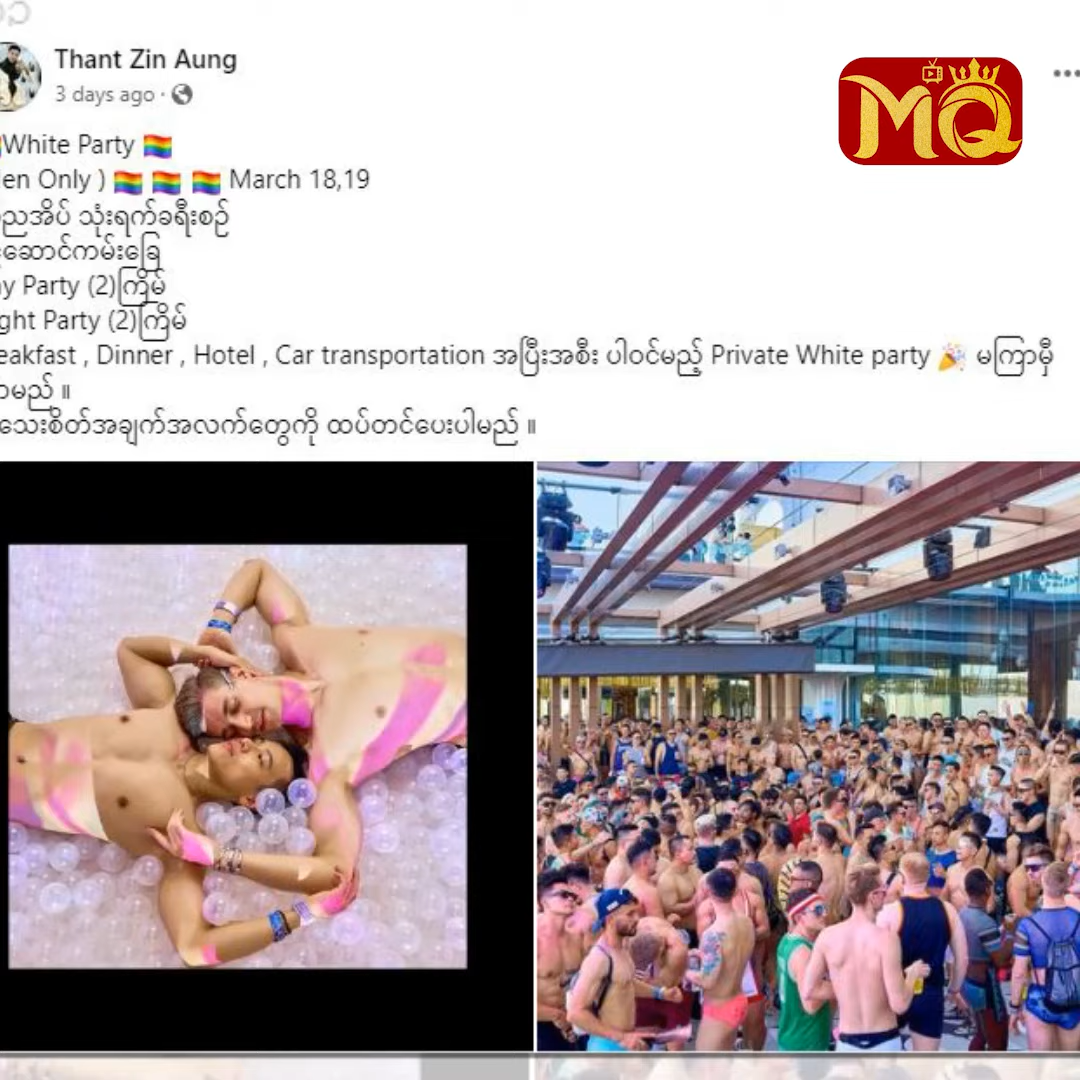 Thant Zin Aung
3 days ago ·
MQ
White Party 🏳️‍🌈
en Only ) 🏳️‍🌈 🏳️‍🌈 🏳️‍🌈 March 18,19
ညအိပ် သုံးရက်ခရီးစဉ်
ဆောင်ကမ်းခြေ
y Party (2)ကြိမ်
ght Party (2)ကြိမ်
eakfast , Dinner , Hotel , Car transportation အပြီးအစီး ပါဝင်မည့် Private White party 🎉 မကြာမှီ
မည် ။
သေးစိတ်အချက်အလက်တွေကို ထပ်တင်ပေးပါမည် ။